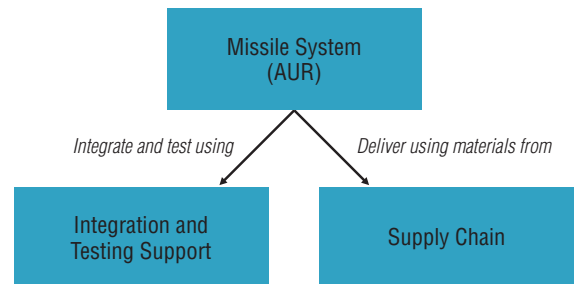 Missile System
(AUR)
Integrate and test using
Deliver using materials from
Integration and
Testing Support
Supply Chain